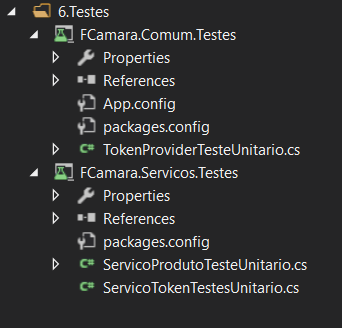 6.Testes
FCamara.Comum.Testes
Properties
References
App.config
packages.config
C# TokenProviderTesteUnitario.cs
FCamara.Servicos.Testes
Properties
References
packages.config
C# ServicoProdutoTesteUnitario.cs
C# ServicoTokenTestesUnitario.cs